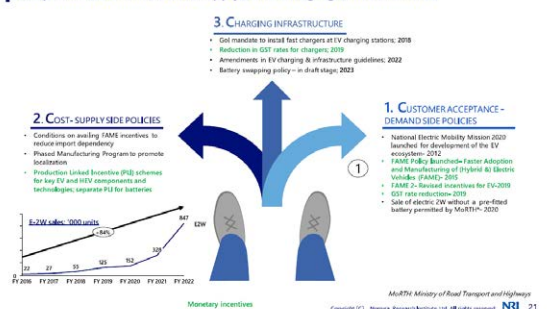 3. CHARGING INFRASTRUCTURE
• GoI mandate to install fast chargers at EV charging stations; 2018
• Reduction in GST rates for chargers; 2019
• Amendments in EV charging & infrastructure guidelines; 2022
• Battery swapping policy– in draft stage; 2023
2. COST- SUPPLY SIDE POLICIES
• Conditions on availing FAME incentives to
reduce import dependency
• Phased Manufacturing Program to promote
localization
• Production Linked Incentive (PLI) schemes
for key EV and HEV components and
technologies; separate PLI for batteries
1. CUSTOMER ACCEPTANCE –
DEMAND SIDE POLICIES
• National Electric Mobility Mission 2020
launched for development of the EV
ecosystem- 2012
• FAME Policy launched= Faster Adoption
and Manufacturing of (Hybrid & Electric
Vehicles (FAME)- 2015
• FAME 2- Revised incentives for EV-2019
• GST rate reduction= 2019
• Sale of electric 2W without a pre-fitted
battery permitted by MoRTH*- 2020
1
E-2W sales: '000 units
~84%
847
E2W
22 27 53 125 152 328
FY 2016 FY 2017 FY 2018 FY 2019 FY 2020 FY 2021 FY 2022
MoRTH: Ministry of Road Transport and Highways
Monetary incentives
NRI 21